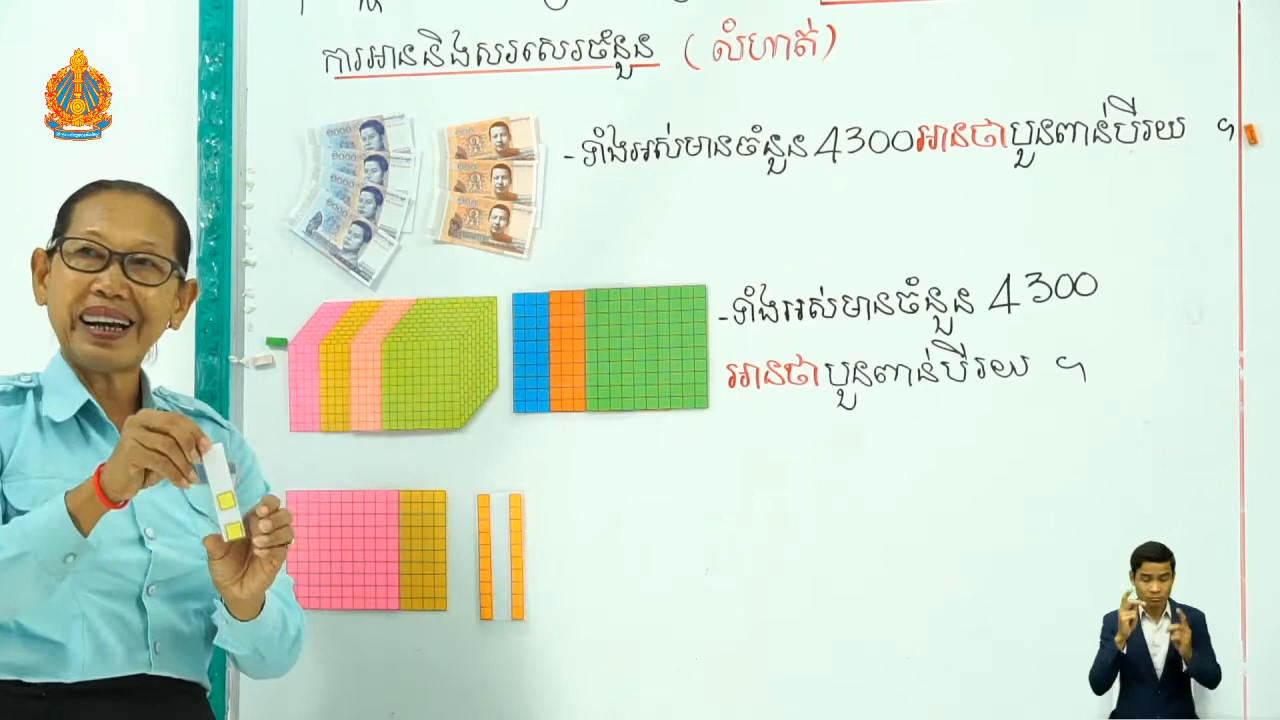 ការអាននិងសរសេរចំនួន (លំហាត់)
-ទាំងអស់មានចំនួន 4300 អានថា បួនពាន់បីរយ ។
-ទាំងអស់មានចំនួន 4300
អានថា បួនពាន់បីរយ ។